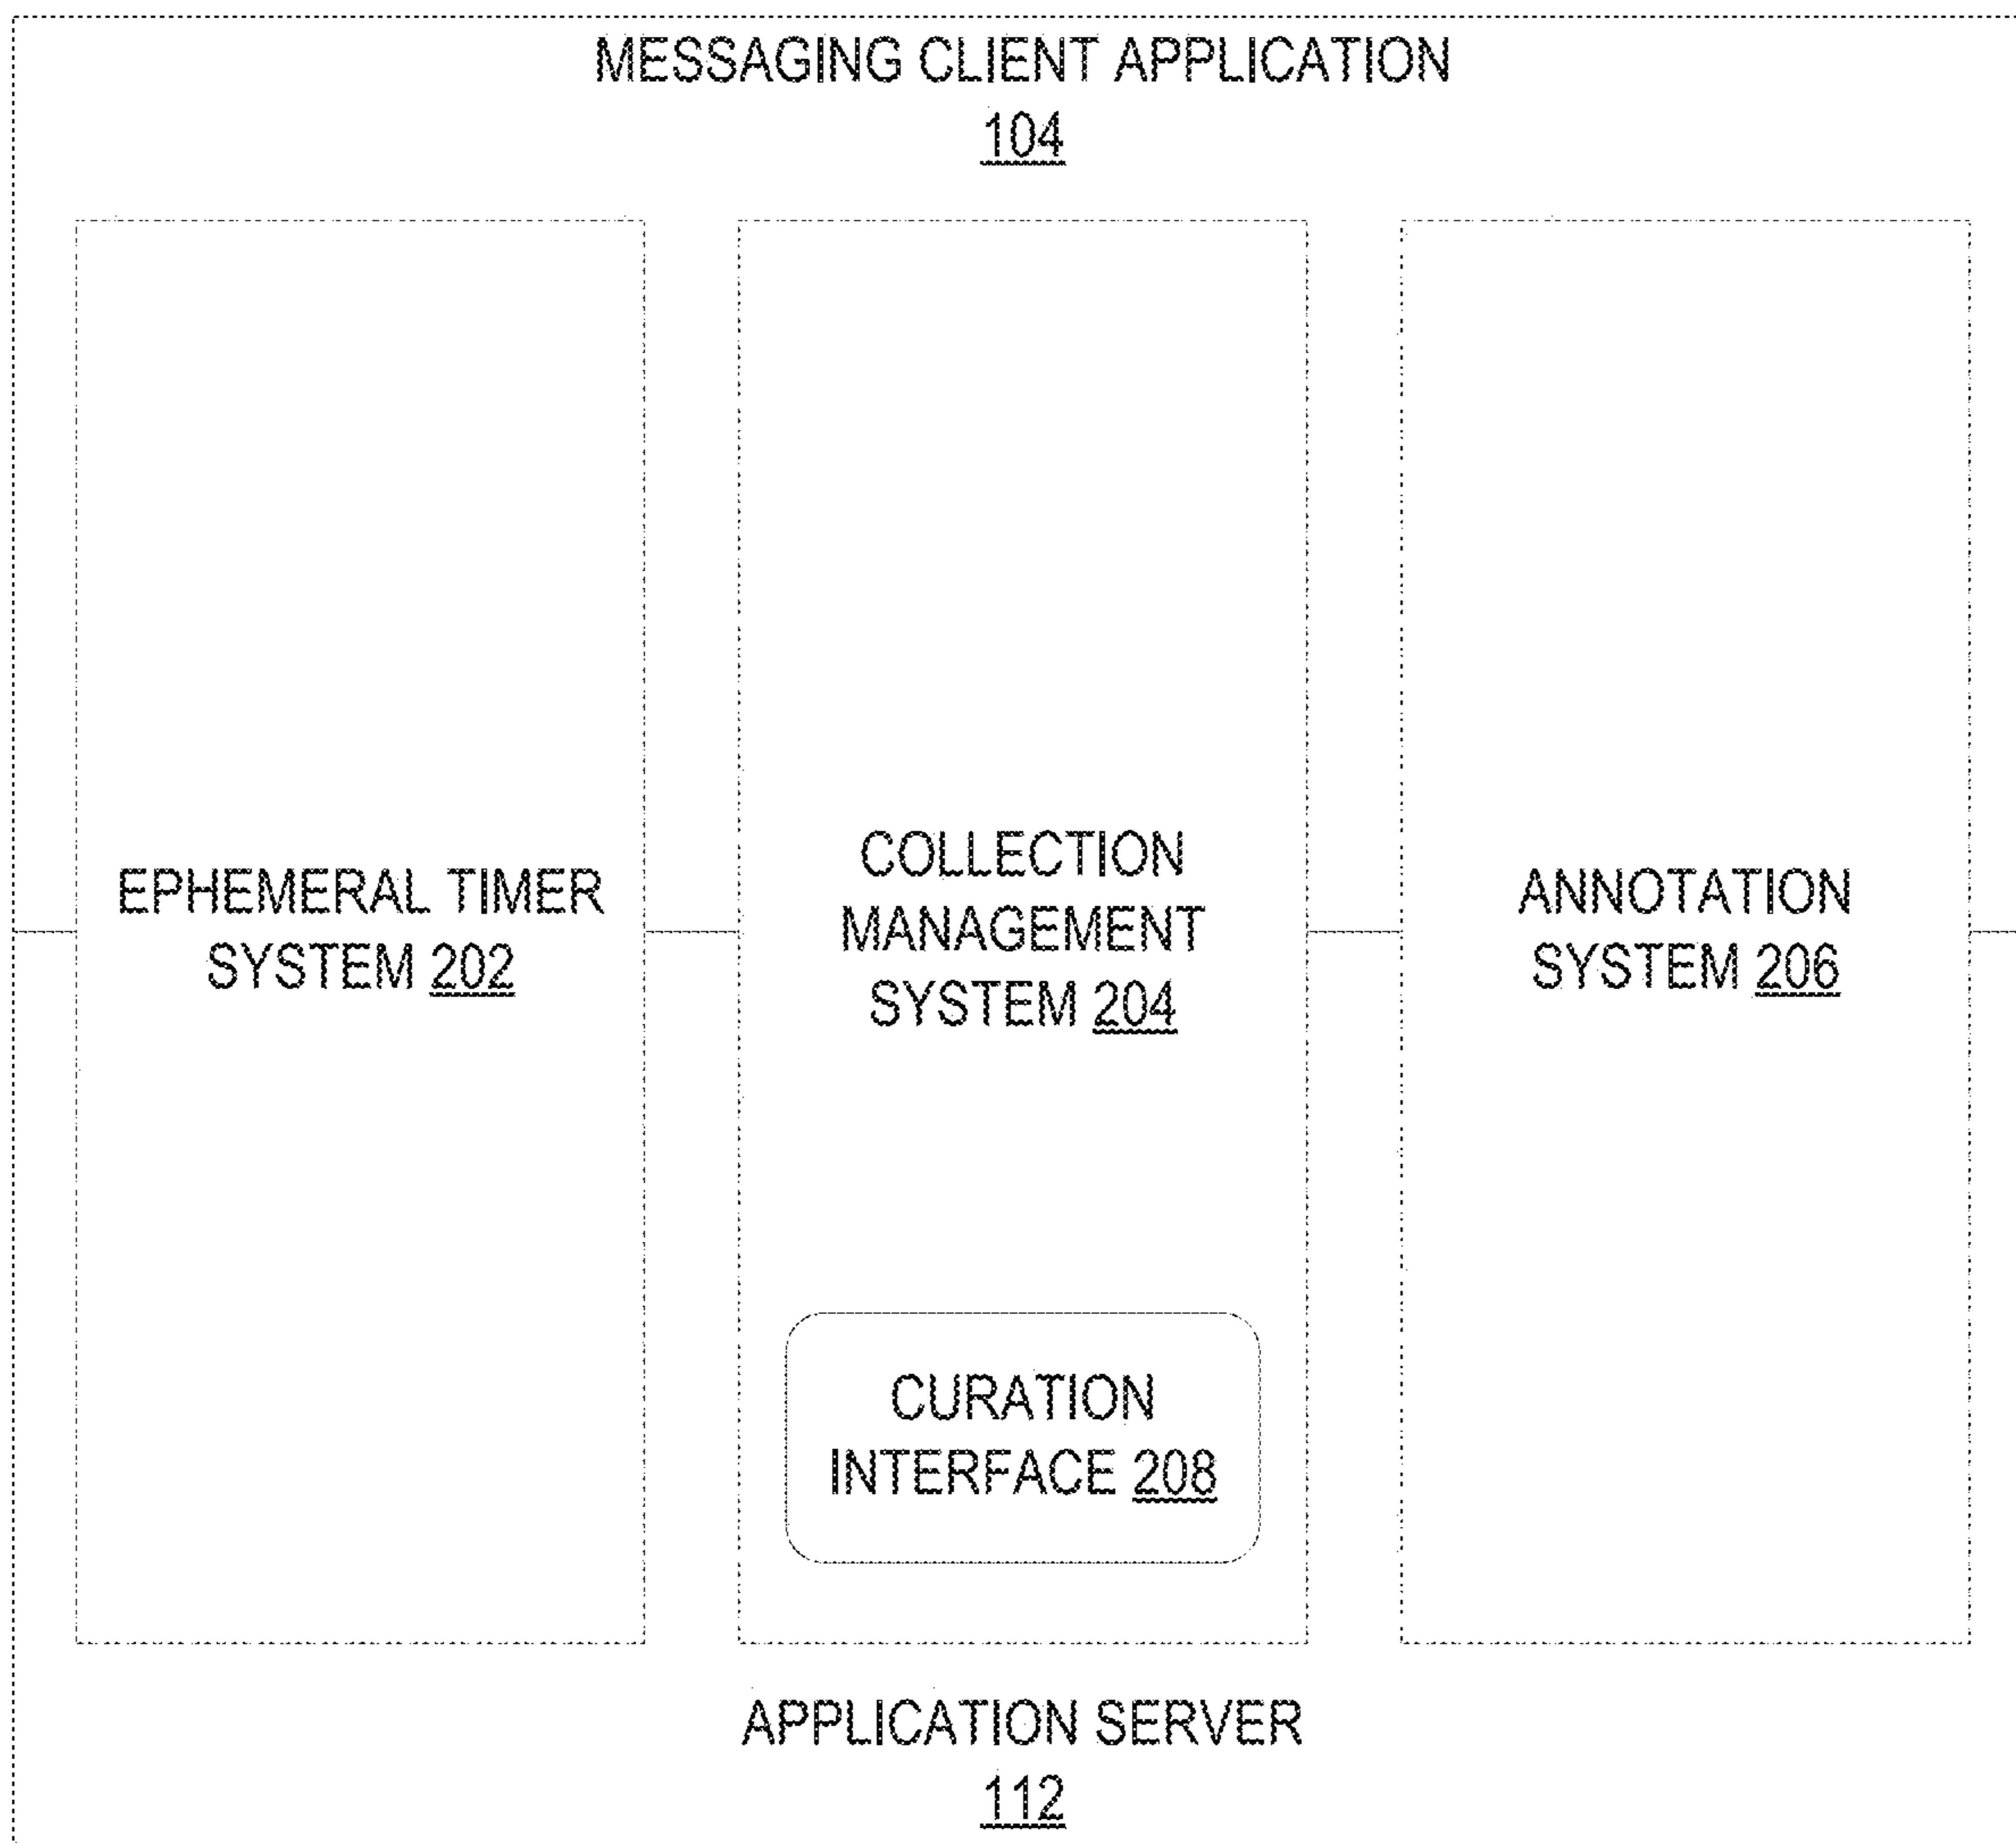 MESSAGING CLIENT APPLICATION
104
EPHEMERAL TIMER
SYSTEM 202
COLLECTION
MANAGEMENT
SYSTEM 204
ANNOTATION
SYSTEM 206
CURATION
INTERFACE 208
APPLICATION SERVER
112